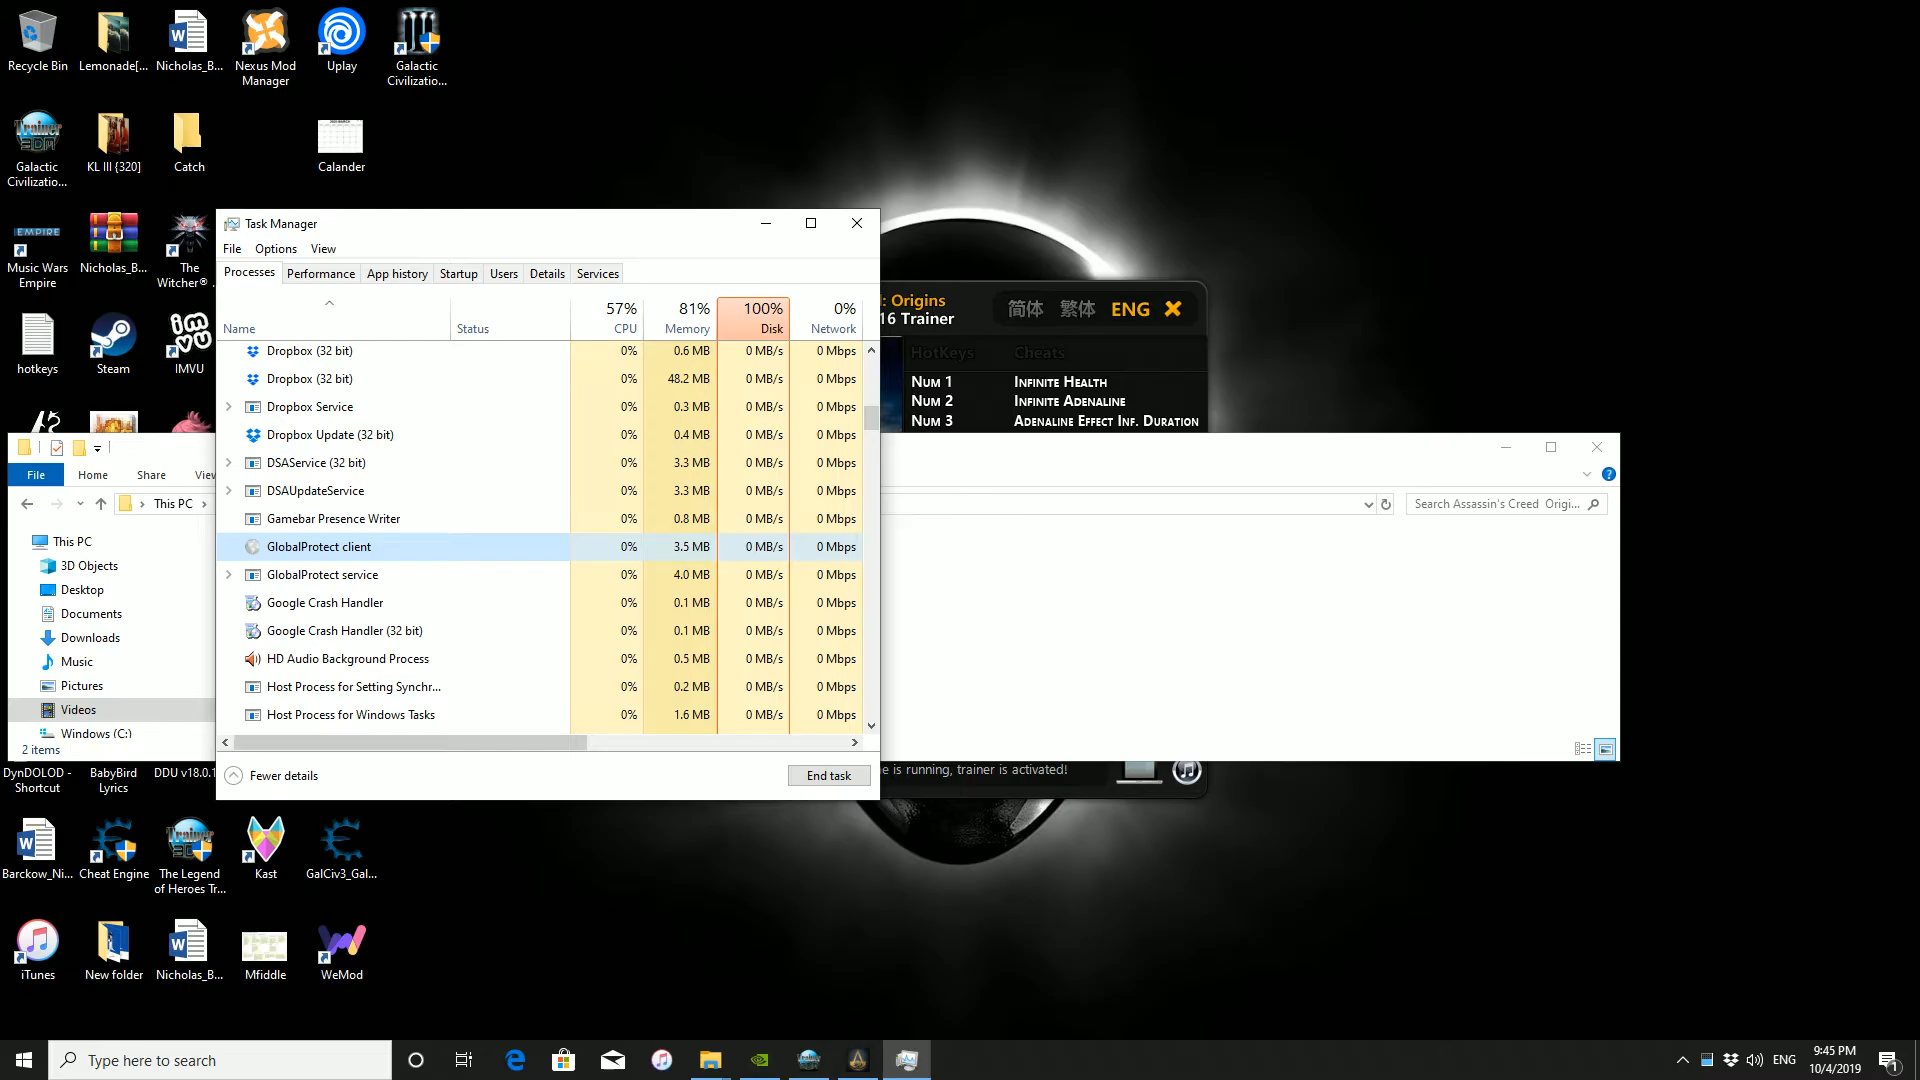 Recycle Bin
Lemonade[...
Nicholas_B...
Nexus Mod
Manager
Uplay
Galactic
Civilizatio...
Galactic
Civilizatio...
KL III {320}
Catch
Calander
EMPIRE
Music Wars
Empire
Nicholas_B...
The
Witcher® .
hotkeys
Steam
IMVU
Task Manager
File Options View
Processes Performance App history Startup Users Details Services
57% 81% 100% 0%
Name Status CPU Memory Disk Network
Dropbox (32 bit) 0% 0.6 MB 0 MB/s 0 Mbps
Dropbox (32 bit) 0% 48.2 MB 0 MB/s 0 Mbps
Dropbox Service 0% 0.3 MB 0 MB/s 0 Mbps
Dropbox Update (32 bit) 0% 0.4 MB 0 MB/s 0 Mbps
DSAService (32 bit) 0% 3.3 MB 0 MB/s 0 Mbps
DSAUpdateService 0% 3.3 MB 0 MB/s 0 Mbps
Gamebar Presence Writer 0% 0.8 MB 0 MB/s 0 Mbps
GlobalProtect client 0% 3.5 MB 0 MB/s 0 Mbps
GlobalProtect service 0% 4.0 MB 0 MB/s 0 Mbps
Google Crash Handler 0% 0.1 MB 0 MB/s 0 Mbps
Google Crash Handler (32 bit) 0% 0.1 MB 0 MB/s 0 Mbps
HD Audio Background Process 0% 0.5 MB 0 MB/s 0 Mbps
Host Process for Setting Synchr... 0% 0.2 MB 0 MB/s 0 Mbps
Host Process for Windows Tasks 0% 1.6 MB 0 MB/s 0 Mbps
Fewer details
End task
: Origins
16 Trainer
简体 繁体 ENG
HotKeys Cheats
Num 1 Infinite Health
Num 2 Infinite Adenaline
Num 3 Adenaline Effect Inf. Duration
e is running, trainer is activated!
File Home Share View
This PC
Search Assassin's Creed Origi...
This PC
3D Objects
Desktop
Documents
Downloads
Music
Pictures
Videos
Windows (C:)
2 items
DynDOLOD -
Shortcut
BabyBird
Lyrics
DDU v18.0.1
Barckow_Ni...
Cheat Engine
The Legend
of Heroes Tr...
Kast
GalCiv3_Gal...
iTunes
New folder
Nicholas_B...
Mfiddle
WeMod
Type here to search
ENG
9:45 PM
10/4/2019
1